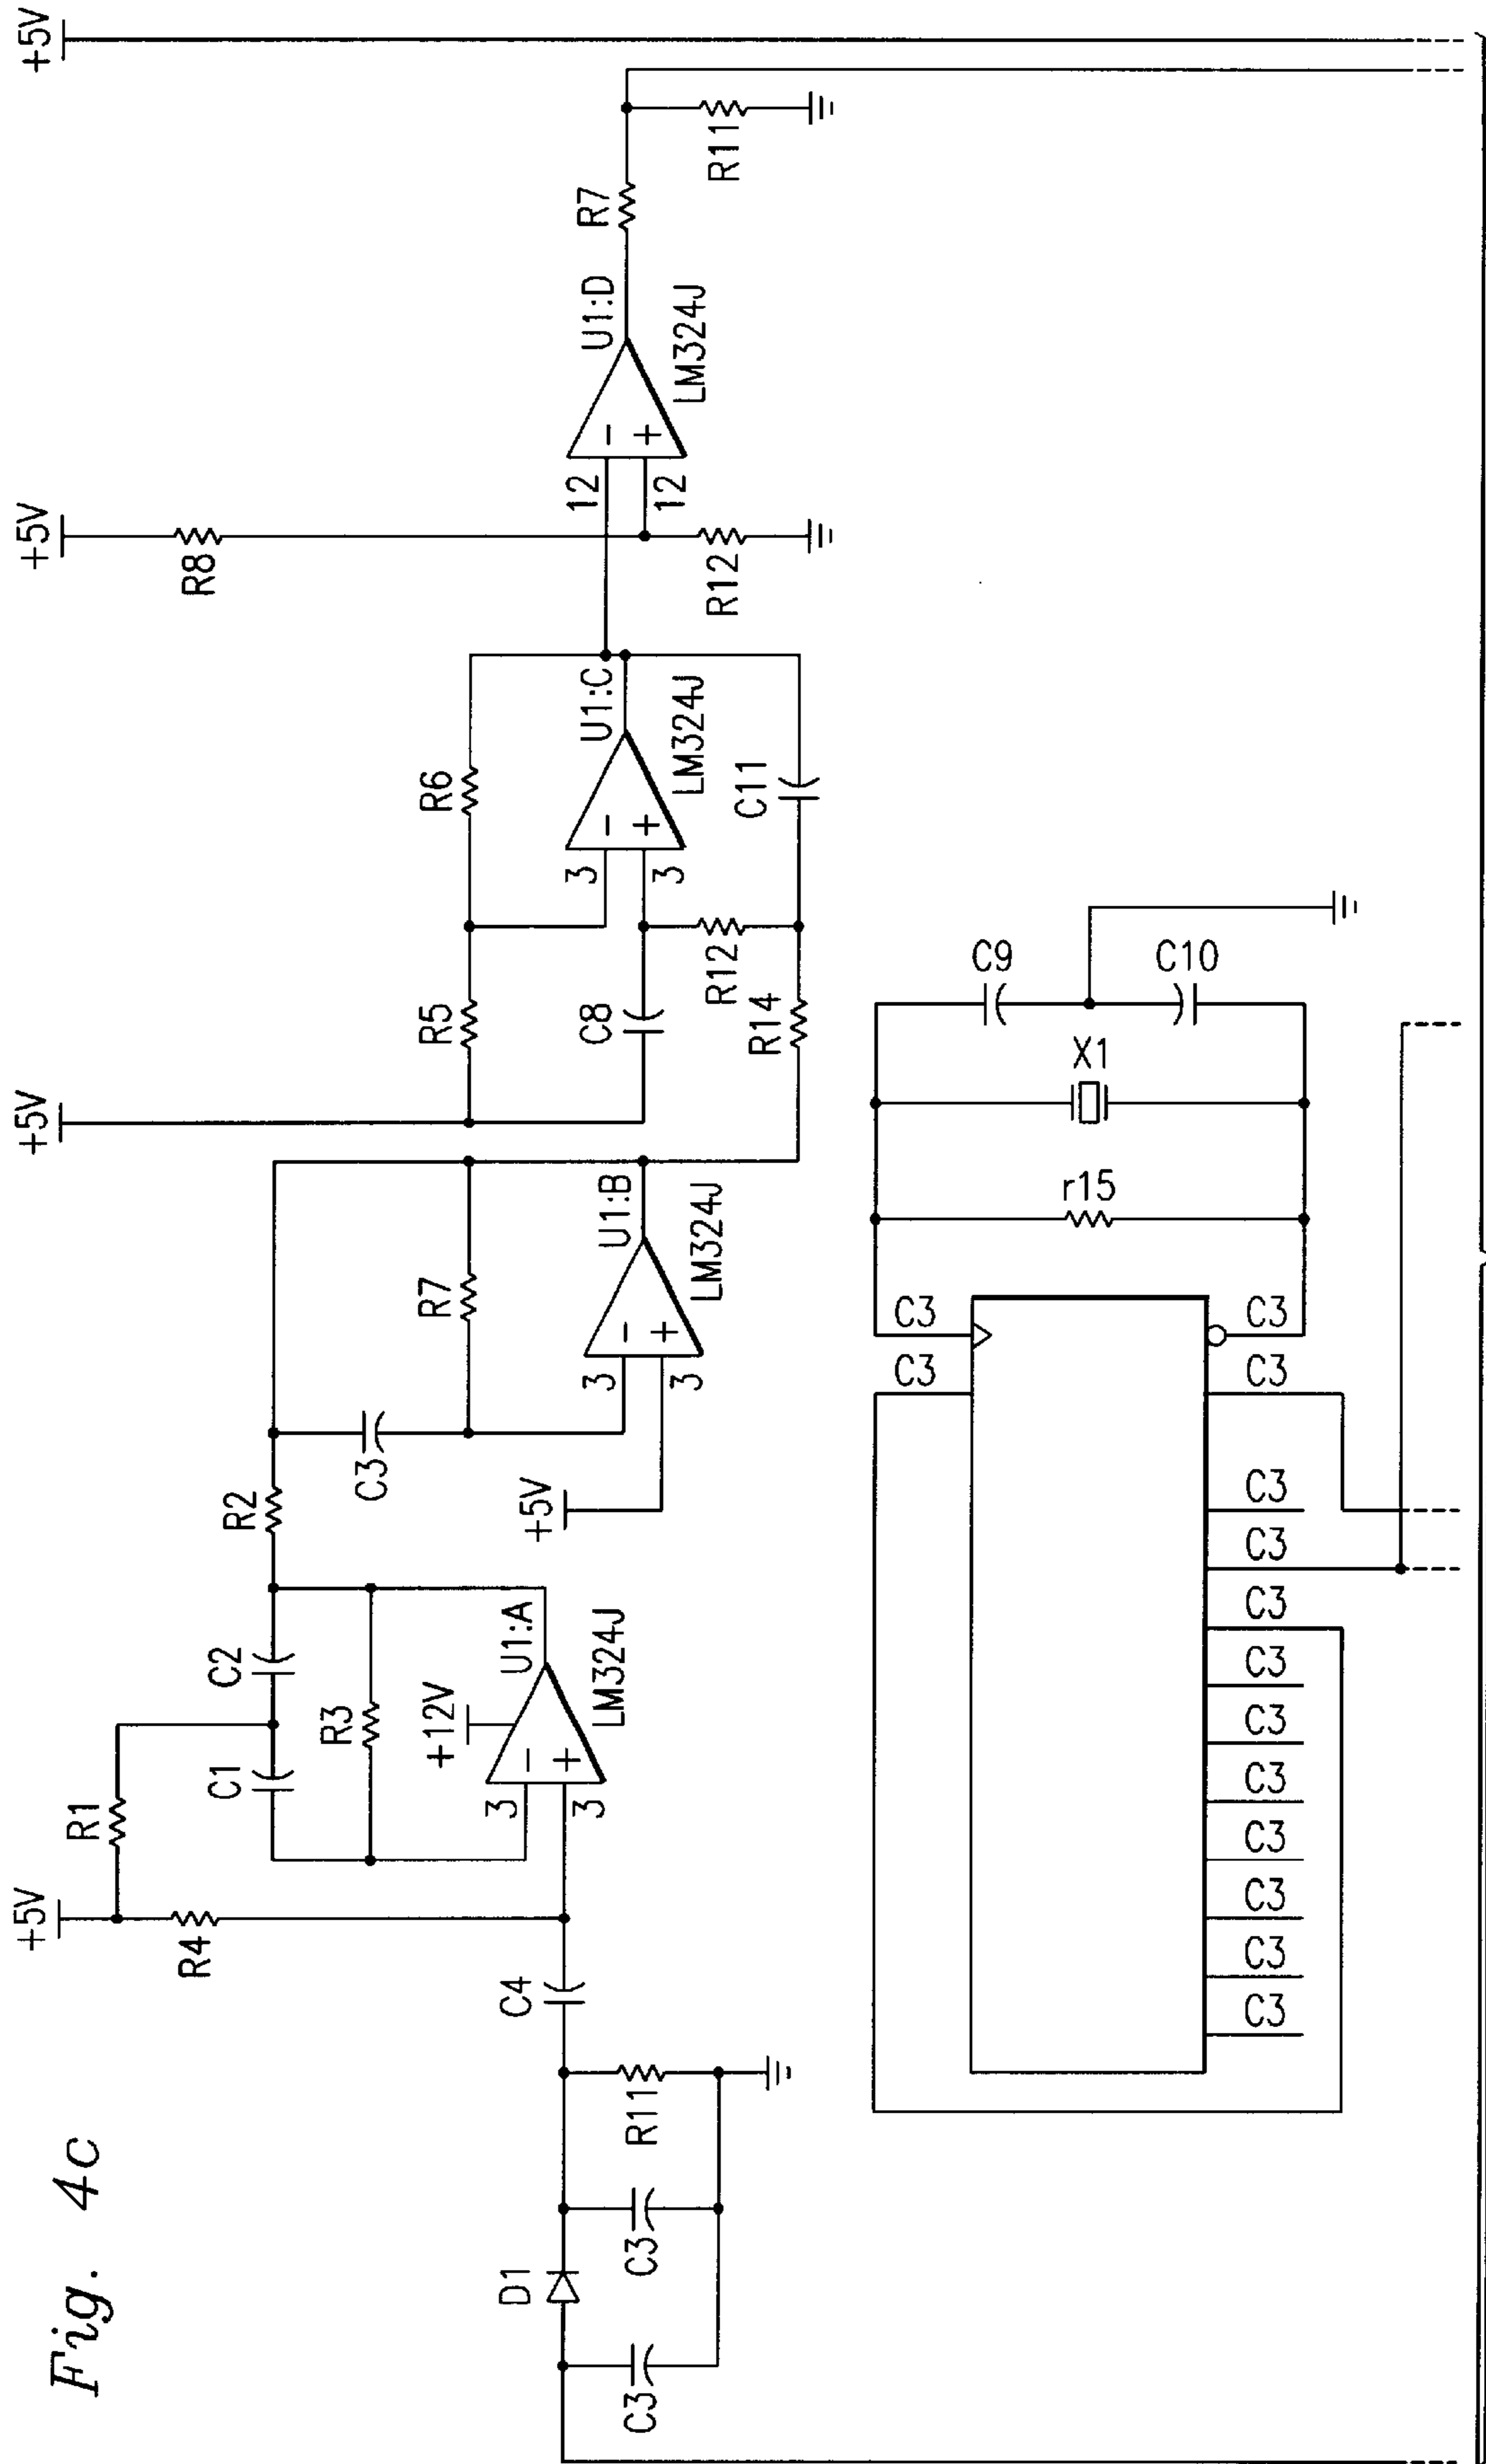 Fig. 4c
+5V
+5V
+5V
+5V
R1
R4
C1
C2
R2
R3
+12V
3
3
U1:A
LM324J
C3
R7
+5V
3
3
U1:B
LM324J
R5
R6
C8
3
3
U1:C
LM324J
R12
R14
C11
R8
12
12
U1:D
LM324J
R12
R7
R11
D1
C4
C3
C3
R11
C3
C3
r15
X1
C9
C10
C3
C3
C3
C3
C3
C3
C3
C3
C3
C3
C3
C3